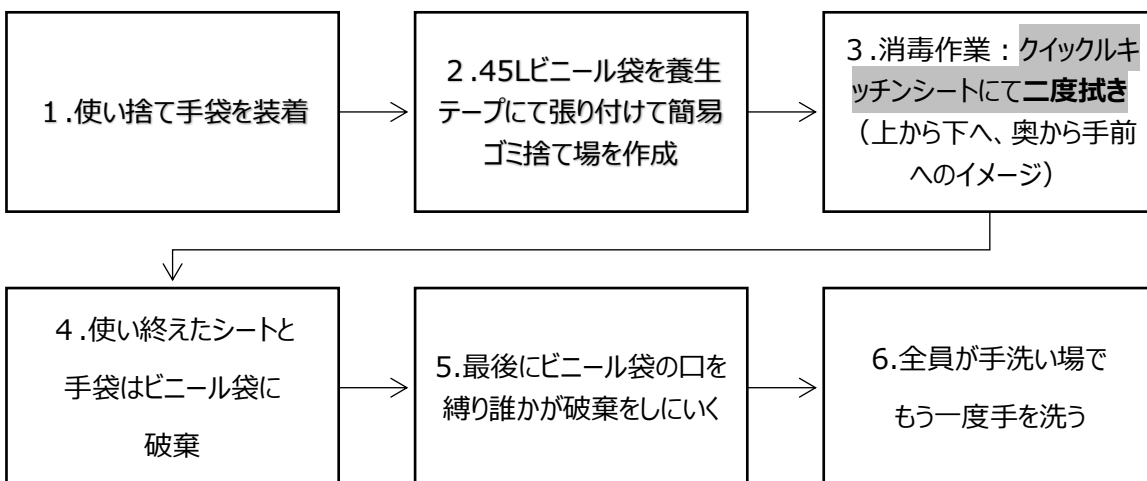 1.使い捨て手袋を装着
２.45Lビニール袋を養生
テープにて張り付けて簡易
ゴミ捨て場を作成
３.消毒作業：クイックルキ
ッチンシートにて二度拭き
（上から下へ、奥から手前
へのイメージ）
４.使い終えたシートと
手袋はビニール袋に
破棄
5.最後にビニール袋の口を
縛り誰かが破棄をしにいく
6.全員が手洗い場で
もう一度手を洗う